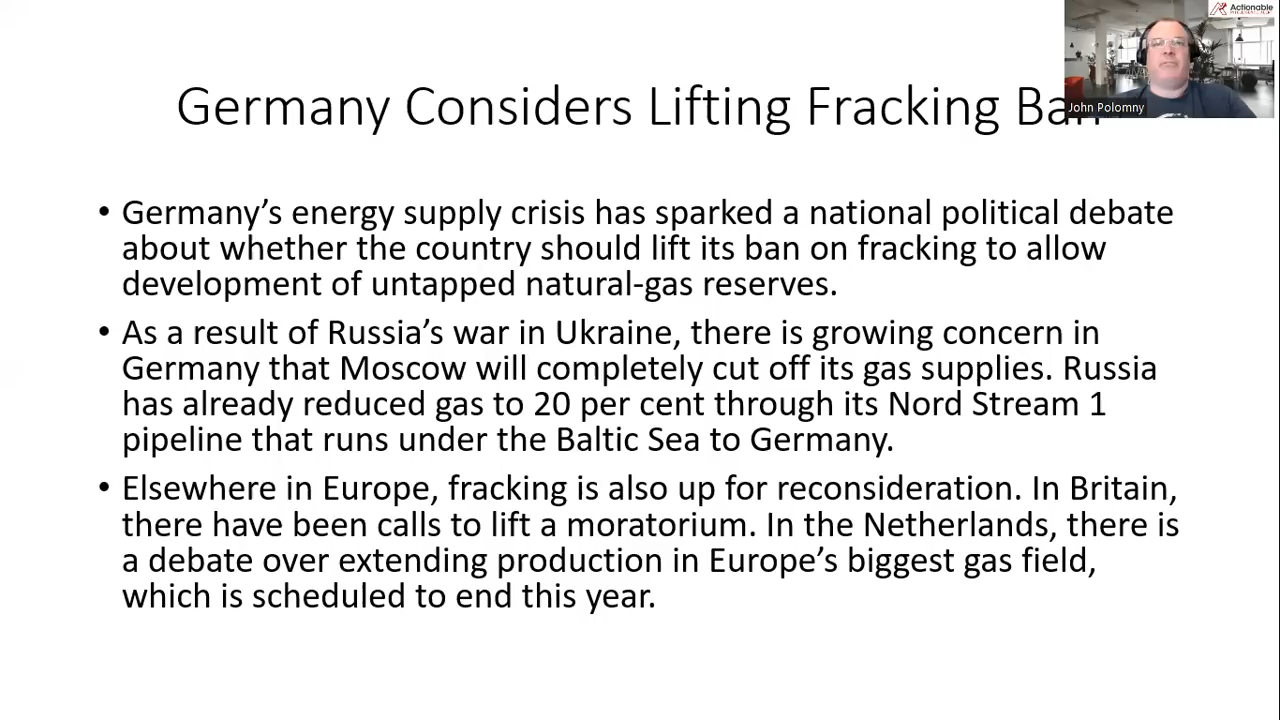 Actionable
John Polomny
Germany Considers Lifting Fracking Ban
• Germany’s energy supply crisis has sparked a national political debate
about whether the country should lift its ban on fracking to allow
development of untapped natural-gas reserves.
• As a result of Russia’s war in Ukraine, there is growing concern in
Germany that Moscow will completely cut off its gas supplies. Russia
has already reduced gas to 20 per cent through its Nord Stream 1
pipeline that runs under the Baltic Sea to Germany.
• Elsewhere in Europe, fracking is also up for reconsideration. In Britain,
there have been calls to lift a moratorium. In the Netherlands, there is
a debate over extending production in Europe’s biggest gas field,
which is scheduled to end this year.